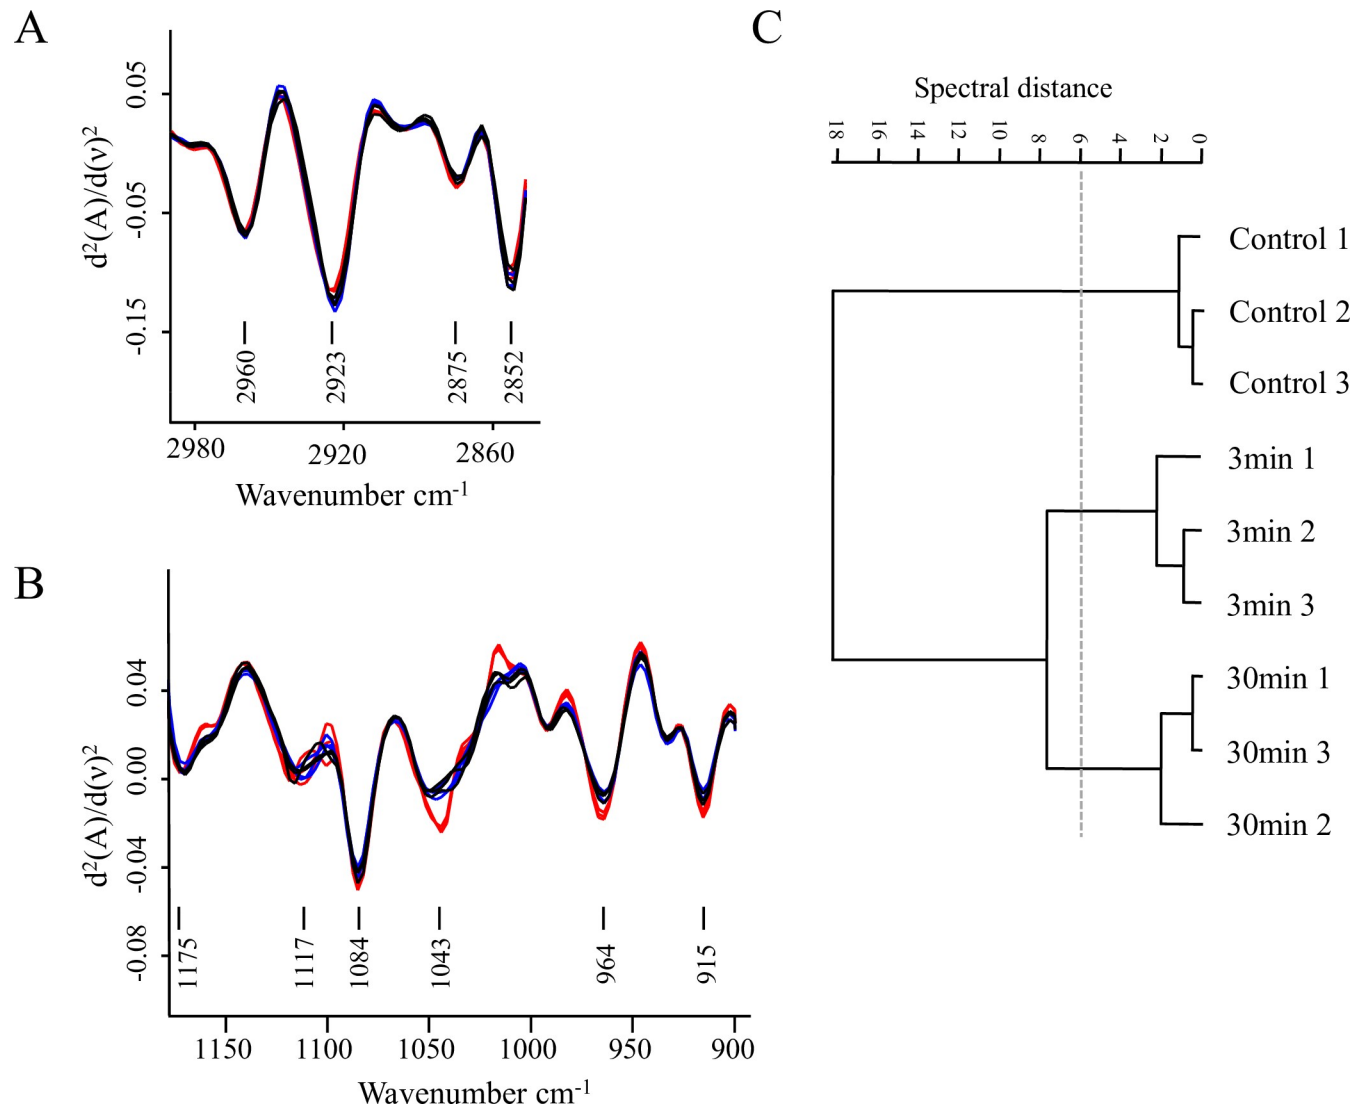 A
0.05
-0.05
-0.15
d²(A)/d(ν)²
2960
2923
2875
2852
2980
2920
2860
Wavenumber cm⁻¹
B
0.04
0.00
-0.04
-0.08
d²(A)/d(ν)²
1175
1117
1084
1043
964
915
1150
1100
1050
1000
950
900
Wavenumber cm⁻¹
C
Spectral distance
18 16 14 12 10 8 6 4 2 0
Control 1
Control 2
Control 3
3min 1
3min 2
3min 3
30min 1
30min 3
30min 2